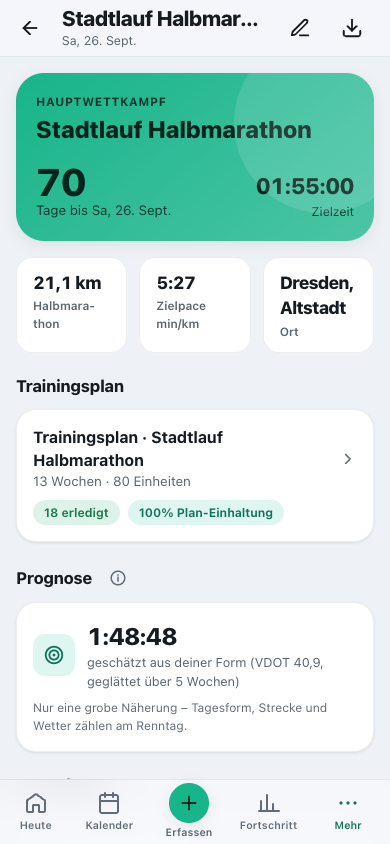 Stadtlauf Halbmar...
Sa, 26. Sept.
HAUPTWETTKAMPF
Stadtlauf Halbmarathon
70
01:55:00
Tage bis Sa, 26. Sept.
Zielzeit
21,1 km
Halbmara-
thon
5:27
Zielpace
min/km
Dresden,
Altstadt
Ort
Trainingsplan
Trainingsplan · Stadtlauf
Halbmarathon
13 Wochen · 80 Einheiten
18 erledigt
100% Plan-Einhaltung
Prognose
1:48:48
geschätzt aus deiner Form (VDOT 40,9,
geglättet über 5 Wochen)
Nur eine grobe Näherung – Tagesform, Strecke und
Wetter zählen am Renntag.
Heute
Kalender
Erfassen
Fortschritt
Mehr